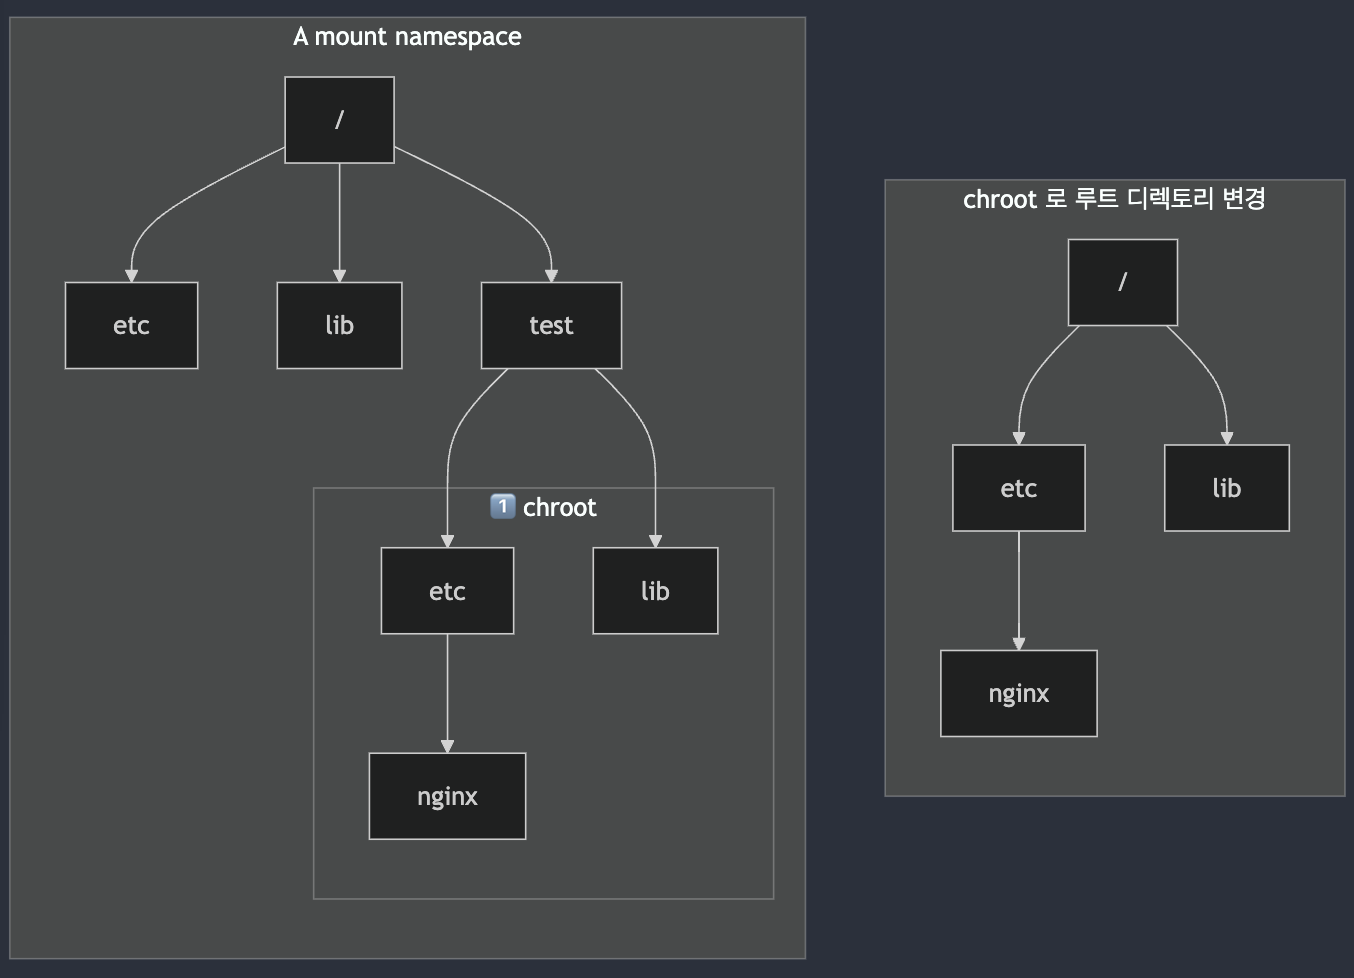 A mount namespace
/
etc
lib
test
1️⃣ chroot
etc
lib
nginx
chroot 로 루트 디렉토리 변경
/
etc
lib
nginx